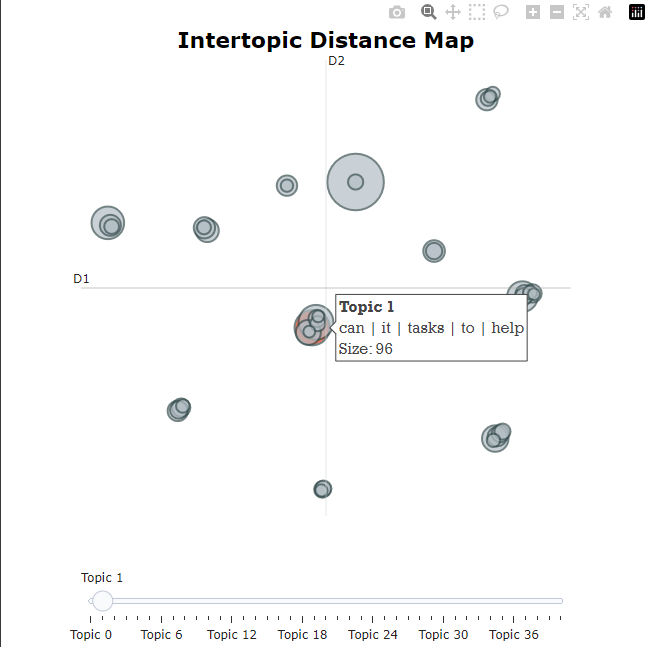 Intertopic Distance Map
D2
D1
Topic 1
can | it | tasks | to | help
Size: 96
Topic 1
Topic 0 Topic 6 Topic 12 Topic 18 Topic 24 Topic 30 Topic 36